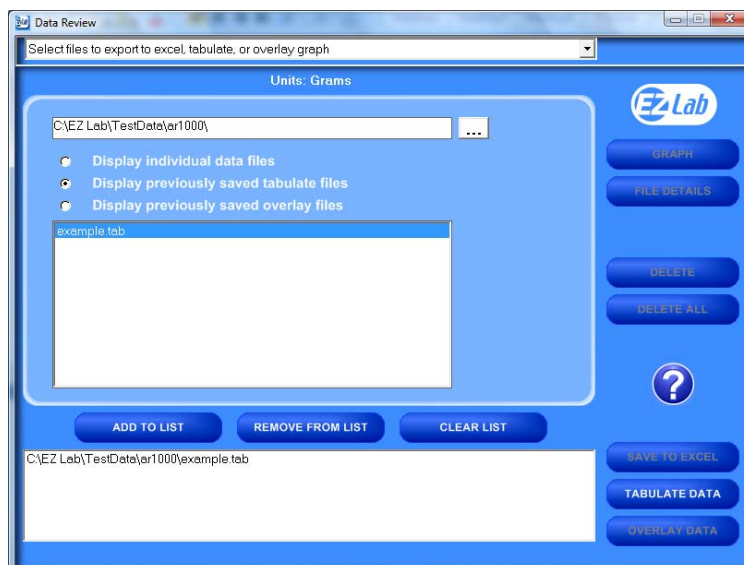 Data Review
Select files to export to excel, tabulate, or overlay graph
Units: Grams
EZ Lab
C:\EZ Lab\TestData\ar1000\
...
Display individual data files
Display previously saved tabulate files
Display previously saved overlay files
example.tab
GRAPH
FILE DETAILS
DELETE
DELETE ALL
?
ADD TO LIST
REMOVE FROM LIST
CLEAR LIST
C:\EZ Lab\TestData\ar1000\example.tab
SAVE TO EXCEL
TABULATE DATA
OVERLAY DATA